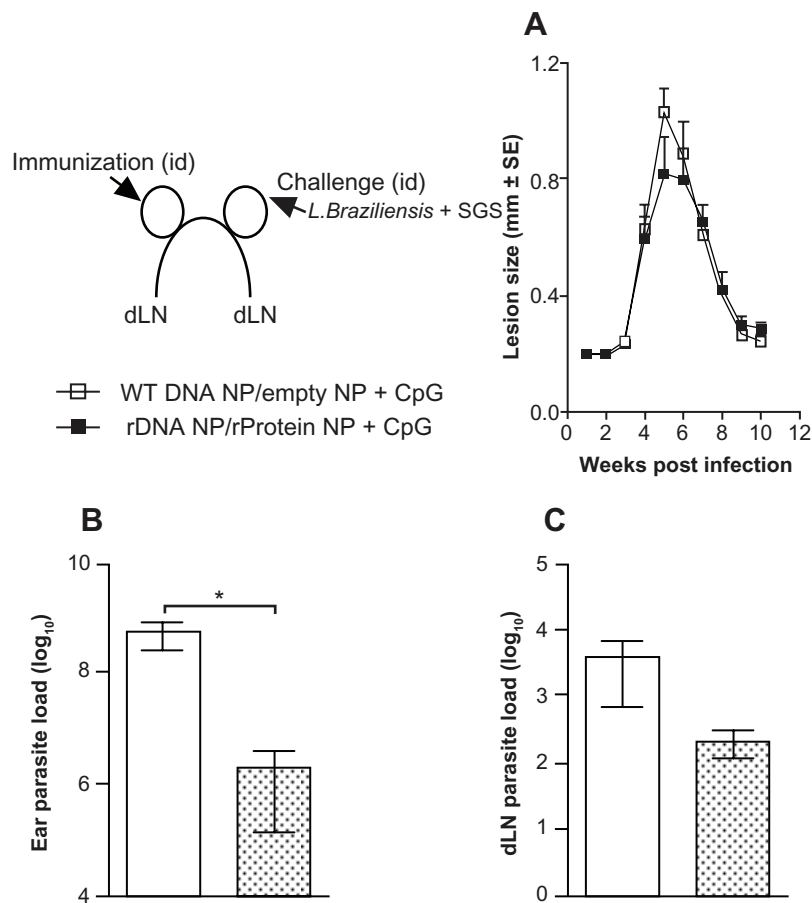 A
Immunization (id)
Challenge (id)
L.Braziliensis + SGS
dLN dLN
WT DNA NP/empty NP + CpG
rDNA NP/rProtein NP + CpG
Lesion size (mm ± SE)
1.2
0.8
0.4
0.0
0 2 4 6 8 10 12
Weeks post infection
B
Ear parasite load (log10)
10
8
6
4
*
C
dLN parasite load (log10)
5
4
3
2
1
0